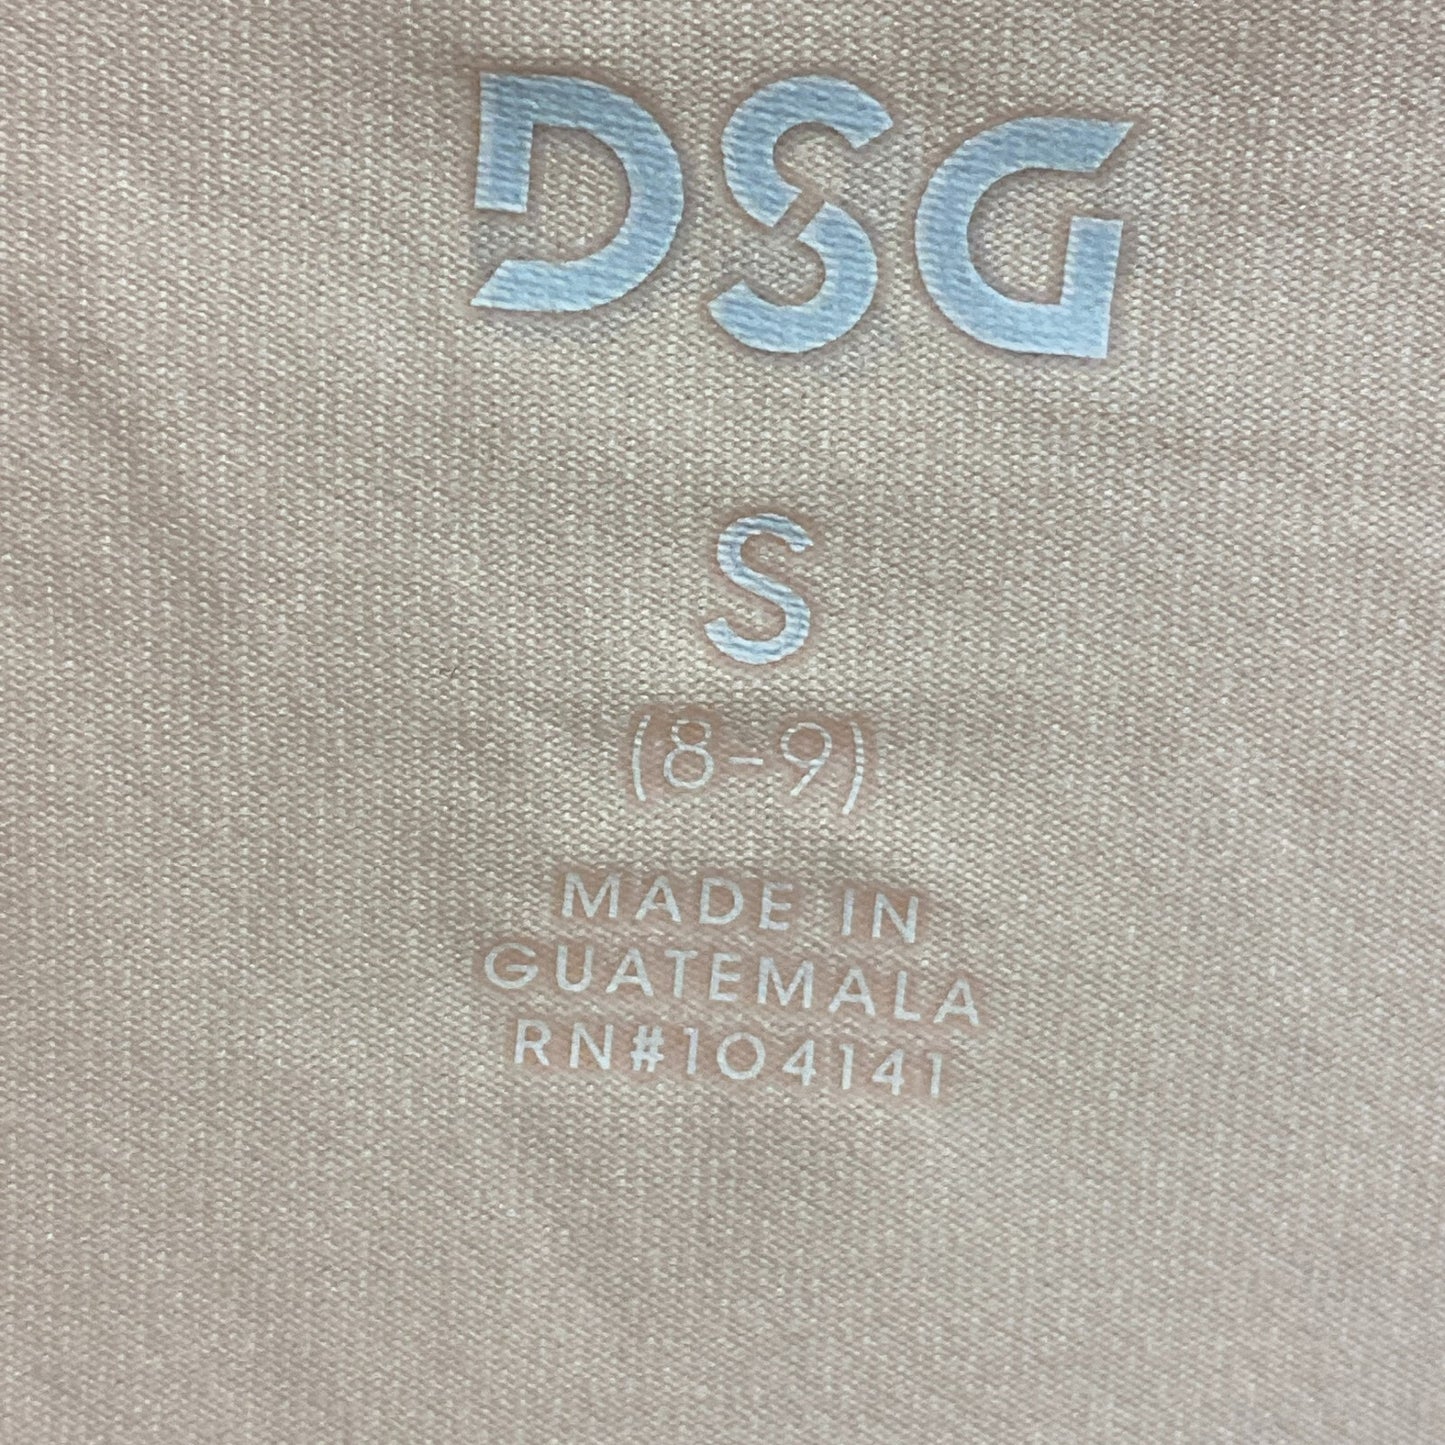 DSG
S
(8-9)
MADE IN
GUATEMALA
RN#104141